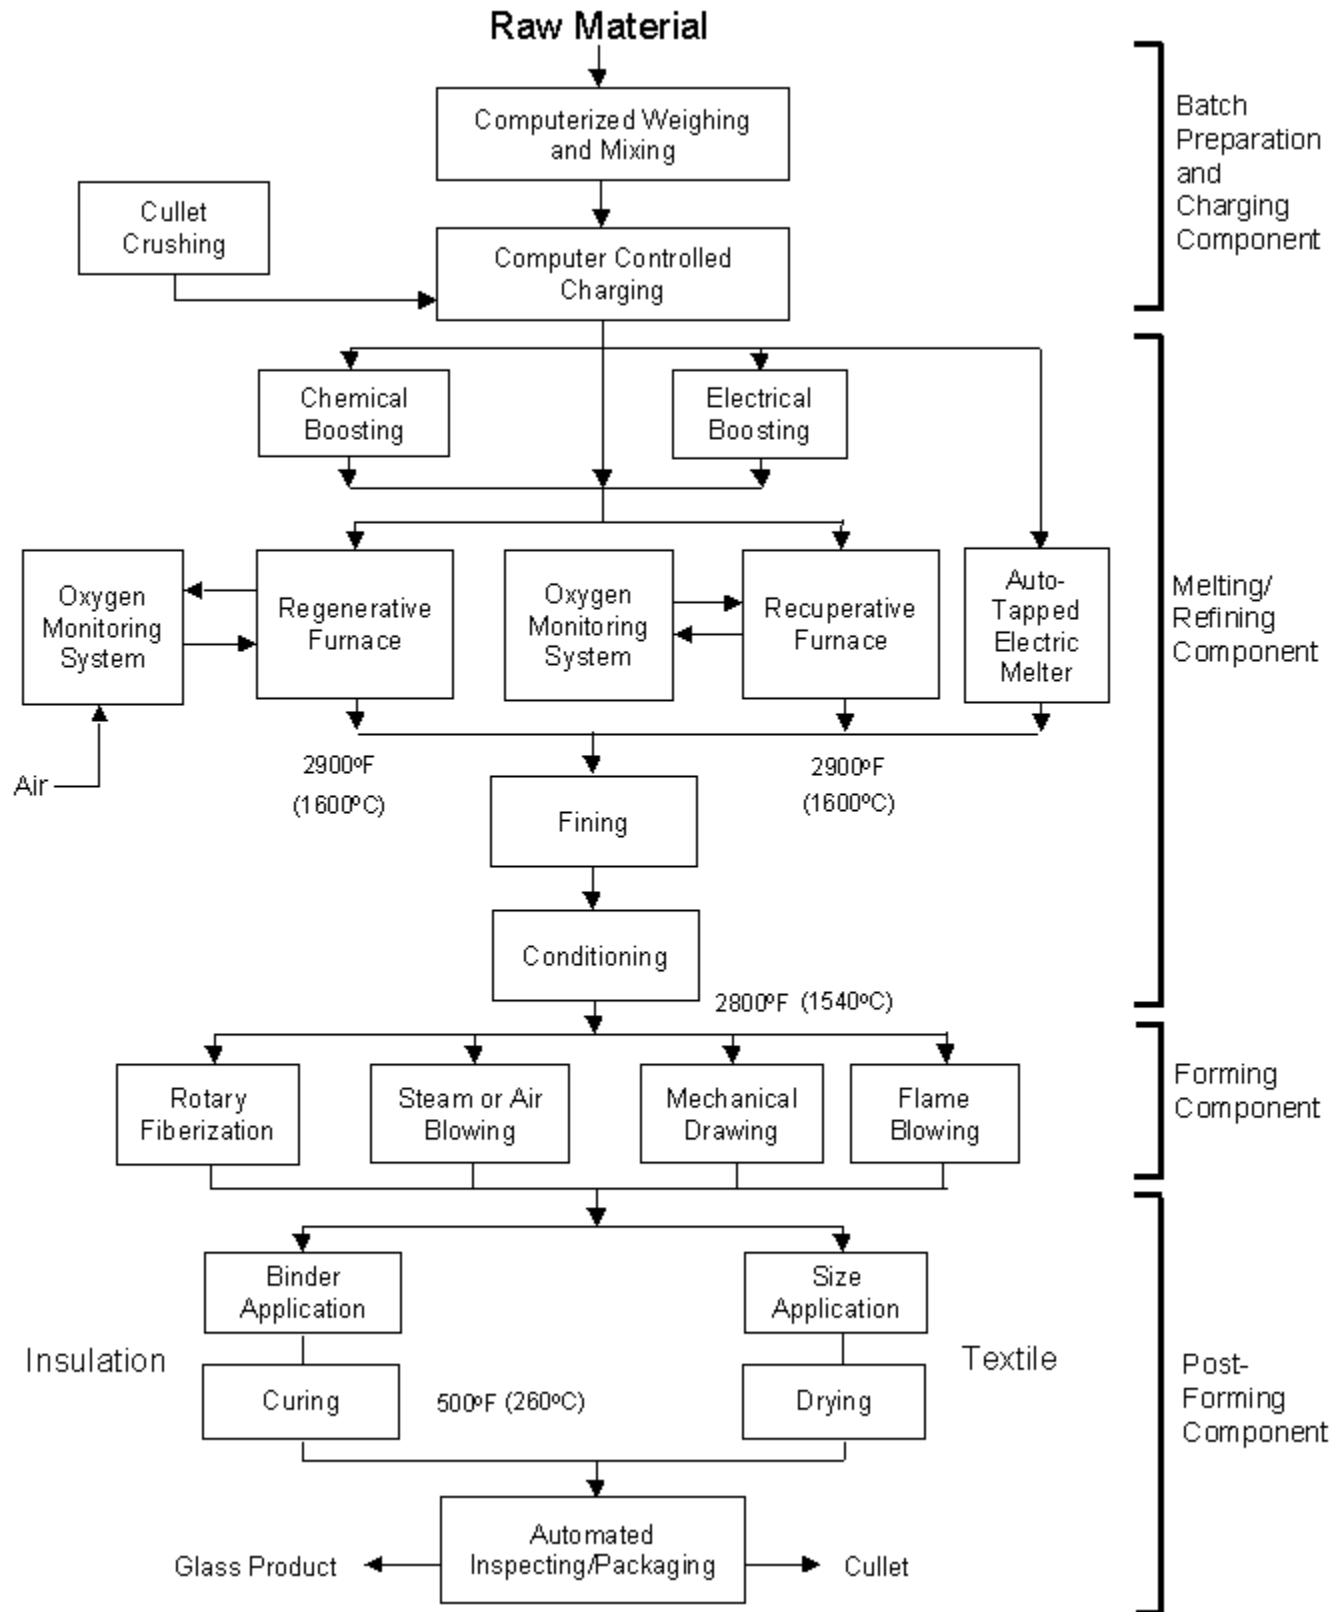 Raw Material
Computerized Weighing
and Mixing
Batch
Preparation
and
Charging
Component
Cullet
Crushing
Computer Controlled
Charging
Chemical
Boosting
Electrical
Boosting
Oxygen
Monitoring
System
Regenerative
Furnace
Oxygen
Monitoring
System
Recuperative
Furnace
Auto-
Tapped
Electric
Melter
Melting/
Refining
Component
Air
2900ºF
(1600ºC)
2900ºF
(1600ºC)
Fining
Conditioning
2800ºF (1540ºC)
Rotary
Fiberization
Steam or Air
Blowing
Mechanical
Drawing
Flame
Blowing
Forming
Component
Binder
Application
Size
Application
Insulation
Textile
Curing
500ºF (260ºC)
Drying
Post-
Forming
Component
Automated
Inspecting/Packaging
Glass Product
Cullet